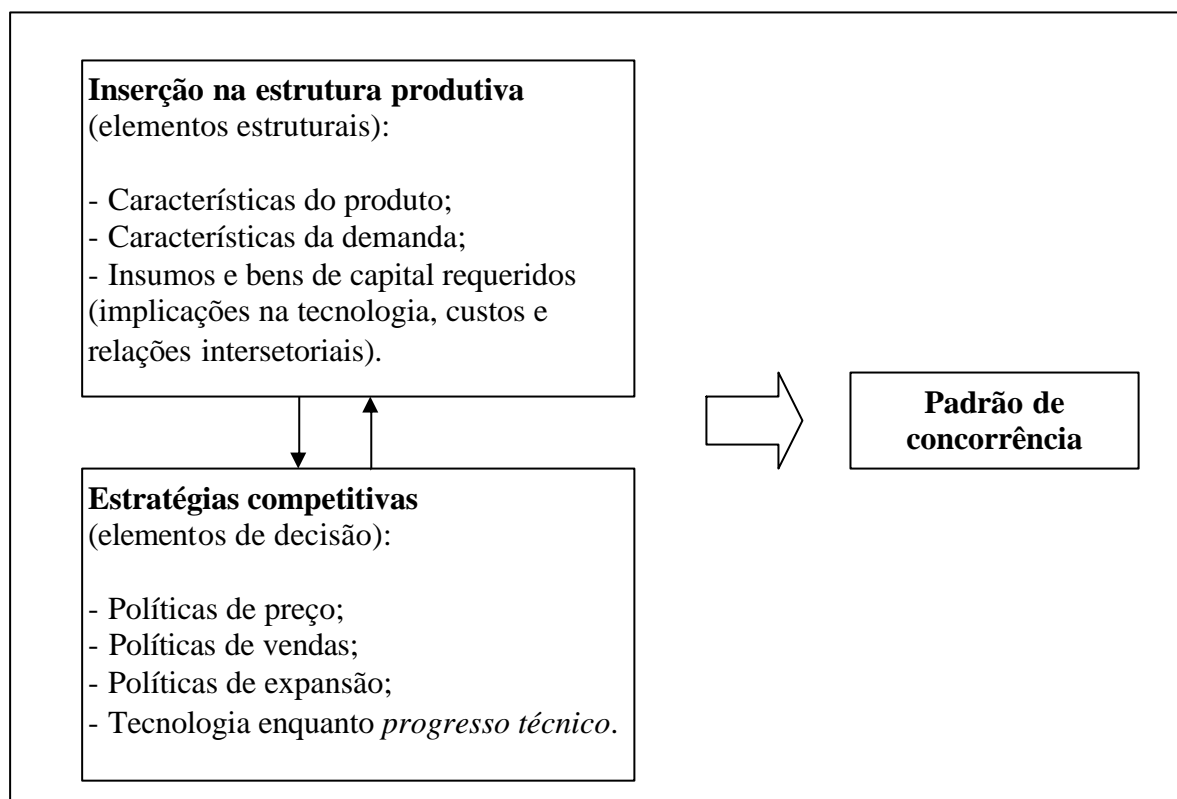 Inserção na estrutura produtiva
(elementos estruturais):
- Características do produto;
- Características da demanda;
- Insumos e bens de capital requeridos
(implicações na tecnologia, custos e
relações intersetoriais).
Padrão de
concorrência
Estratégias competitivas
(elementos de decisão):
- Políticas de preço;
- Políticas de vendas;
- Políticas de expansão;
- Tecnologia enquanto progresso técnico.